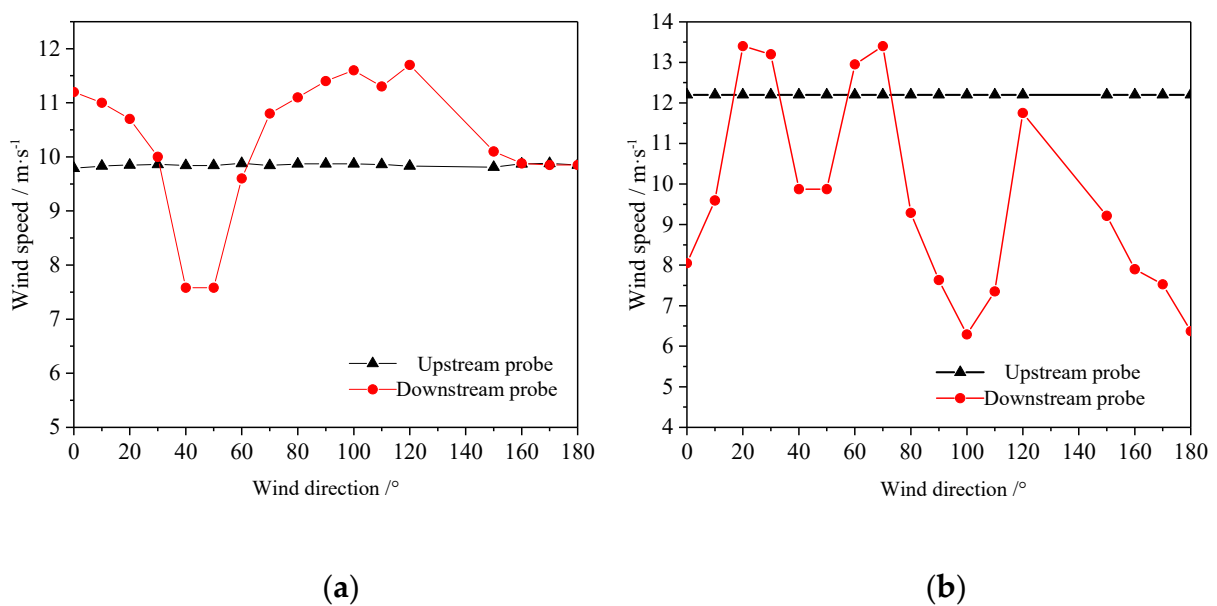 12
11
10
9
8
7
6
5
0 20 40 60 80 100 120 140 160 180
Wind speed / m·s⁻¹
Wind direction /°
Upstream probe
Downstream probe
(a)
14
13
12
11
10
9
8
7
6
5
4
0 20 40 60 80 100 120 140 160 180
Wind speed / m·s⁻¹
Wind direction /°
Upstream probe
Downstream probe
(b)